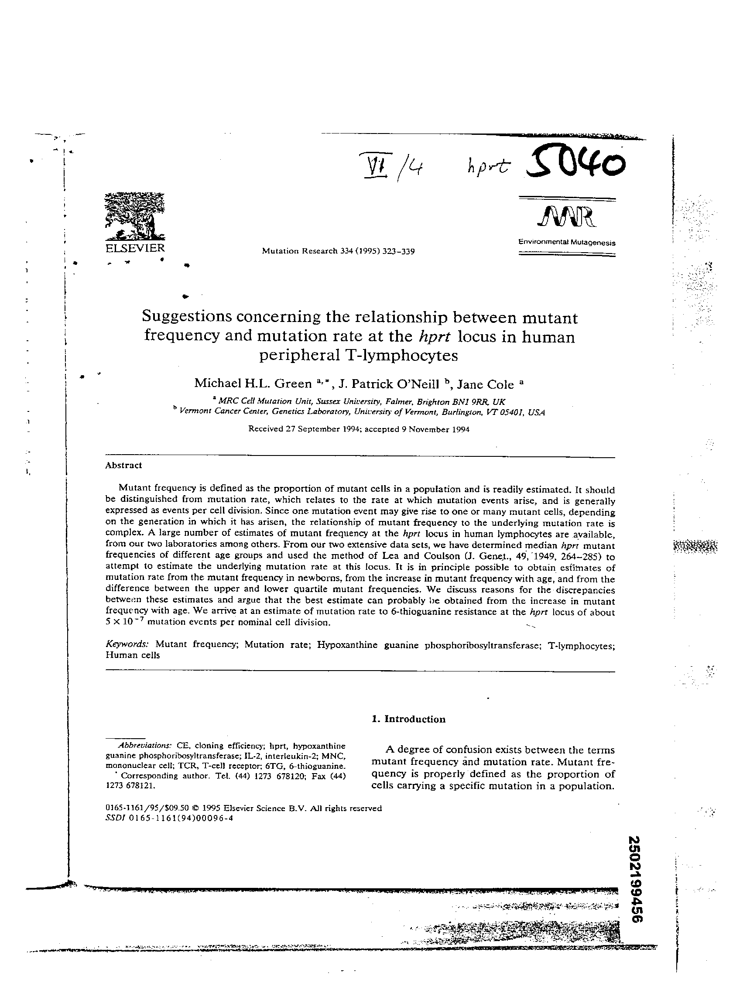 VI/4 hprt 5040
ELSEVIER
Mutation Research 334 (1995) 323–339
MR
Environmental Mutagenesis
Suggestions concerning the relationship between mutant
frequency and mutation rate at the hprt locus in human
peripheral T-lymphocytes
Michael H.L. Green a,*, J. Patrick O'Neill b, Jane Cole a
a MRC Cell Mutation Unit, Sussex University, Falmer, Brighton BN1 9RR, UK
b Vermont Cancer Center, Genetics Laboratory, University of Vermont, Burlington, VT 05401, USA
Received 27 September 1994; accepted 9 November 1994
Abstract
Mutant frequency is defined as the proportion of mutant cells in a population and is readily estimated. It should
be distinguished from mutation rate, which relates to the rate at which mutation events arise, and is generally
expressed as events per cell division. Since one mutation event may give rise to one or many mutant cells, depending
on the generation in which it has arisen, the relationship of mutant frequency to the underlying mutation rate is
complex. A large number of estimates of mutant frequency at the hprt locus in human lymphocytes are available,
from our two laboratories among others. From our two extensive data sets, we have determined median hprt mutant
frequencies of different age groups and used the method of Lea and Coulson (J. Genet., 49, 1949, 264–285) to
attempt to estimate the underlying mutation rate at this locus. It is in principle possible to obtain estimates of
mutation rate from the mutant frequency in newborns, from the increase in mutant frequency with age, and from the
difference between the upper and lower quartile mutant frequencies. We discuss reasons for the discrepancies
between these estimates and argue that the best estimate can probably be obtained from the increase in mutant
frequency with age. We arrive at an estimate of mutation rate to 6-thioguanine resistance at the hprt locus of about
5 × 10⁻⁷ mutation events per nominal cell division.
Keywords: Mutant frequency; Mutation rate; Hypoxanthine guanine phosphoribosyltransferase; T-lymphocytes;
Human cells
Abbreviations: CE, cloning efficiency; hprt, hypoxanthine
guanine phosphoribosyltransferase; IL-2, interleukin-2; MNC,
mononuclear cell; TCR, T-cell receptor; 6TG, 6-thioguanine.
* Corresponding author. Tel. (44) 1273 678120; Fax (44)
1273 678121.
1. Introduction
A degree of confusion exists between the terms
mutant frequency and mutation rate. Mutant fre-
quency is properly defined as the proportion of
cells carrying a specific mutation in a population.
0165-1161/95/$09.50 © 1995 Elsevier Science B.V. All rights reserved
SSDI 0165-1161(94)00096-4
2502199456